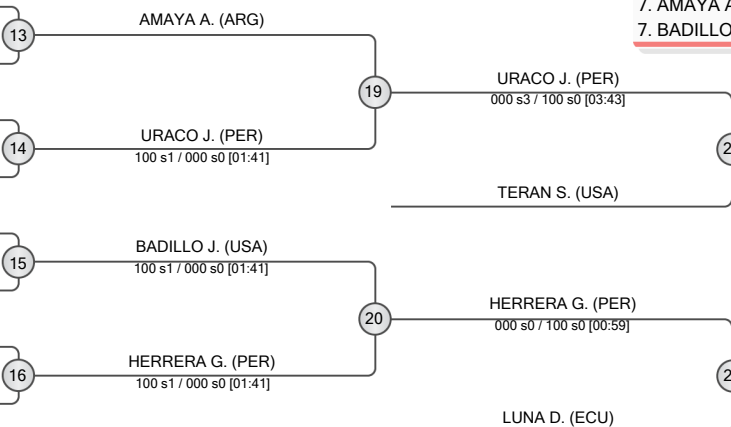 7. AMAYA
7. BADILLO
13
AMAYA A. (ARG)
19
URACO J. (PER)
000 s3 / 100 s0 [03:43]
14
URACO J. (PER)
100 s1 / 000 s0 [01:41]
TERAN S. (USA)
15
BADILLO J. (USA)
100 s1 / 000 s0 [01:41]
20
HERRERA G. (PER)
000 s0 / 100 s0 [00:59]
16
HERRERA G. (PER)
100 s1 / 000 s0 [01:41]
LUNA D. (ECU)